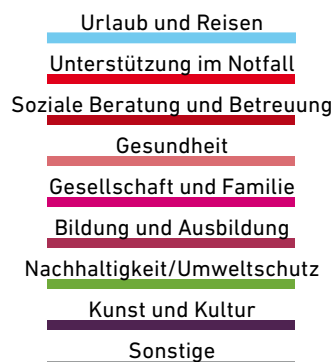 Urlaub und Reisen
Unterstützung im Notfall
Soziale Beratung und Betreuung
Gesundheit
Gesellschaft und Familie
Bildung und Ausbildung
Nachhaltigkeit/Umweltschutz
Kunst und Kultur
Sonstige